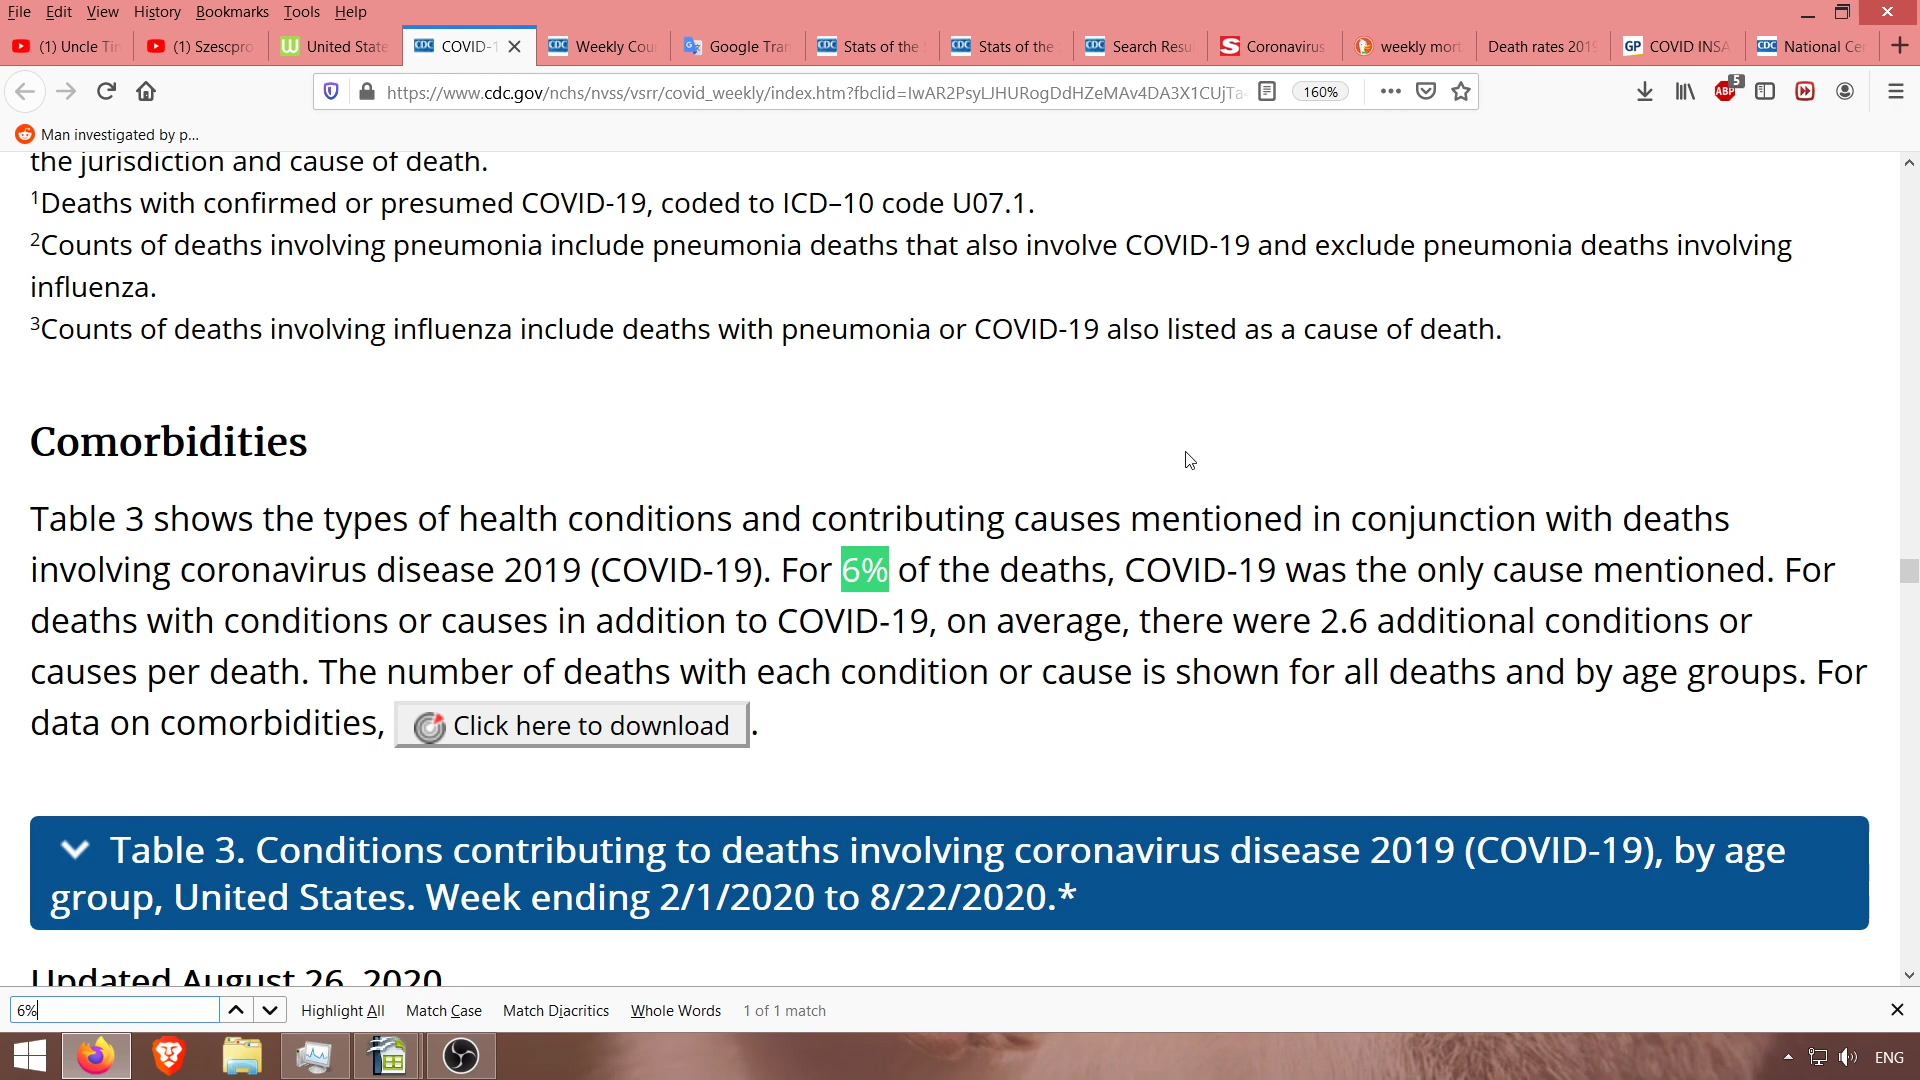 File Edit View History Bookmarks Tools Help
(1) Uncle Tim
(1) Szescpro
United State
COVID-1
Weekly Cou
Google Tran
Stats of the
Stats of the
Search Resu
Coronavirus
weekly mort
Death rates 2019
COVID INSA
National Cen
https://www.cdc.gov/nchs/nvss/vsrr/covid_weekly/index.htm?fbclid=IwAR2PsyLJHURogDdHZeMAv4DA3X1CUjTa
160%
ABP
5
Man investigated by p...
the jurisdiction and cause of death.
¹Deaths with confirmed or presumed COVID-19, coded to ICD–10 code U07.1.
²Counts of deaths involving pneumonia include pneumonia deaths that also involve COVID-19 and exclude pneumonia deaths involving
influenza.
³Counts of deaths involving influenza include deaths with pneumonia or COVID-19 also listed as a cause of death.
Comorbidities
Table 3 shows the types of health conditions and contributing causes mentioned in conjunction with deaths
involving coronavirus disease 2019 (COVID-19). For 6% of the deaths, COVID-19 was the only cause mentioned. For
deaths with conditions or causes in addition to COVID-19, on average, there were 2.6 additional conditions or
causes per death. The number of deaths with each condition or cause is shown for all deaths and by age groups. For
data on comorbidities, Click here to download.
Table 3. Conditions contributing to deaths involving coronavirus disease 2019 (COVID-19), by age
group, United States. Week ending 2/1/2020 to 8/22/2020.*
Updated August 26, 2020
6% Highlight All Match Case Match Diacritics Whole Words 1 of 1 match
ENG